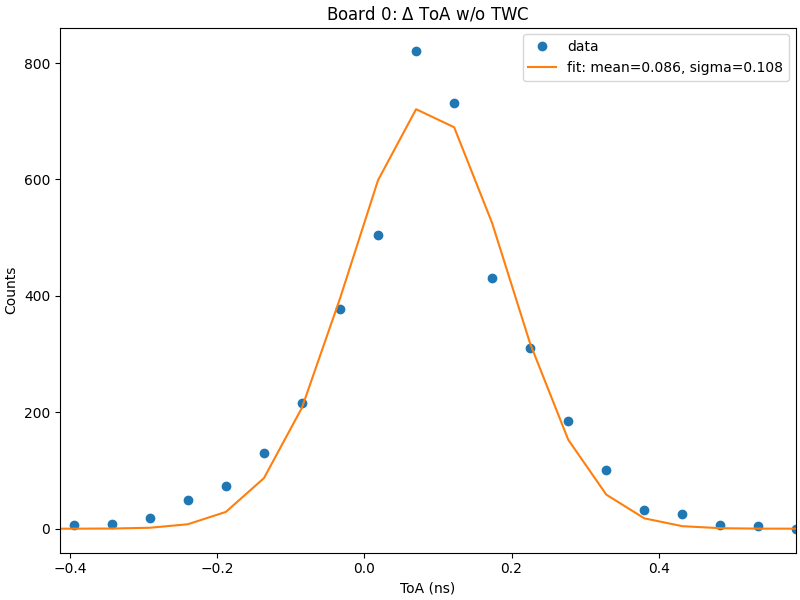 Board 0: Δ ToA w/o TWC
data
fit: mean=0.086, sigma=0.108
Counts
800
600
400
200
0
−0.4
−0.2
0.0
0.2
0.4
ToA (ns)